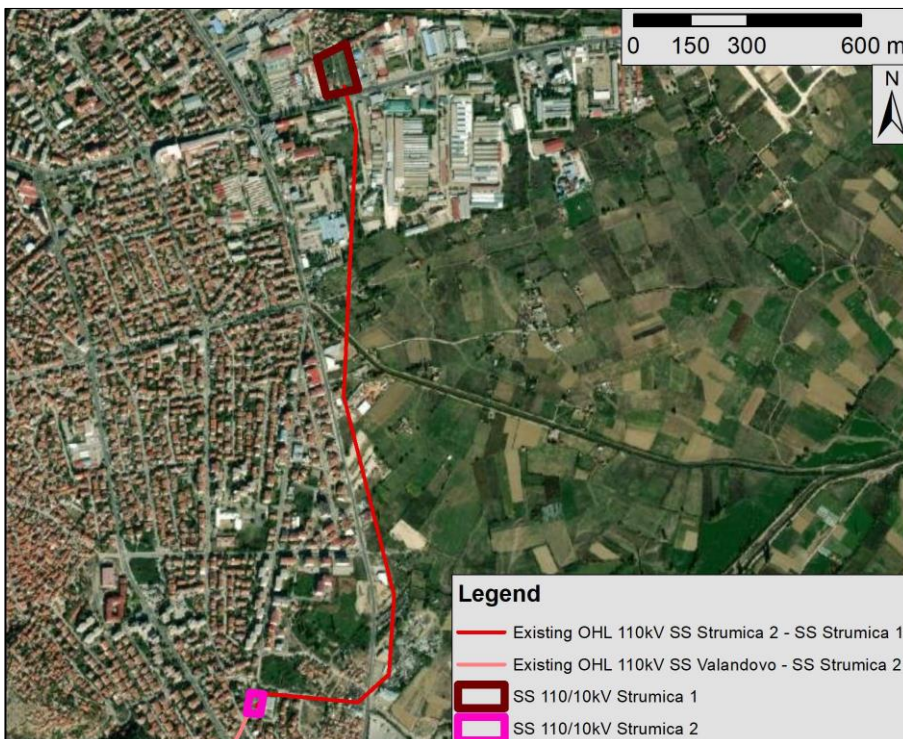 0 150 300 600 m
N
Legend
Existing OHL 110kV SS Strumica 2 - SS Strumica 1
Existing OHL 110kV SS Valandovo - SS Strumica 2
SS 110/10kV Strumica 1
SS 110/10kV Strumica 2